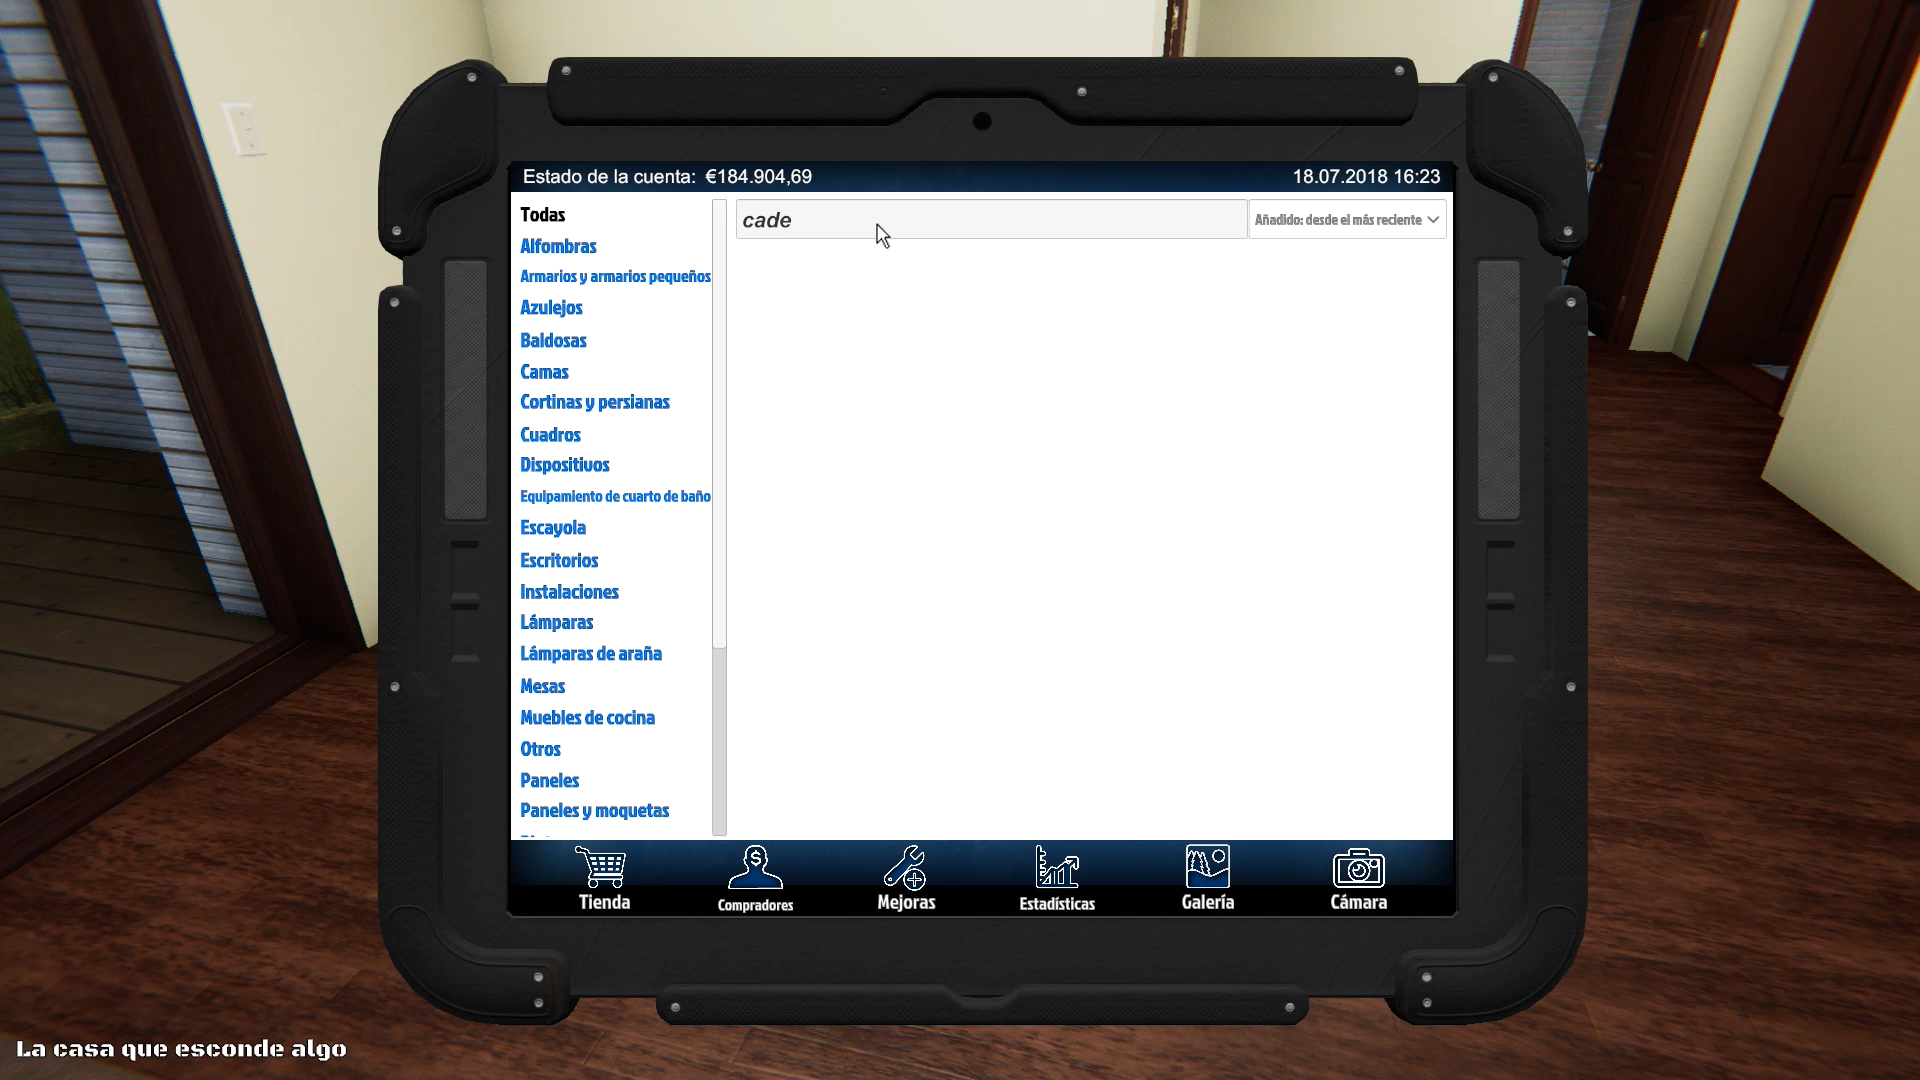 Estado de la cuenta: €184.904,69
18.07.2018 16:23
Todas
Alfombras
Armarios y armarios pequeños
Azulejos
Baldosas
Camas
Cortinas y persianas
Cuadros
Dispositivos
Equipamiento de cuarto de baño
Escayola
Escritorios
Instalaciones
Lámparas
Lámparas de araña
Mesas
Muebles de cocina
Otros
Paneles
Paneles y moquetas
cade
Añadido: desde el más reciente
Tienda
Compradores
Mejoras
Estadísticas
Galería
Cámara
La casa que esconde algo